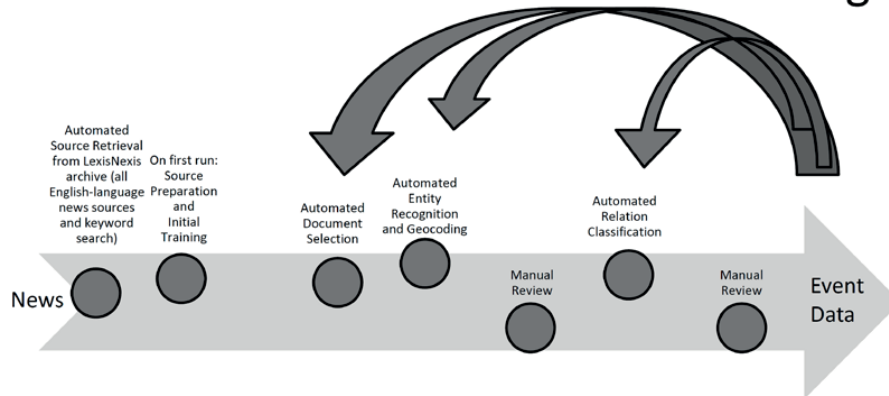 Automated
Source Retrieval
from LexisNexis
archive (all
English-language
news sources
and keyword
search)
On first run:
Source
Preparation
and
Initial
Training
Automated
Document
Selection
Automated
Entity
Recognition
and Geocoding
Manual
Review
Automated
Relation
Classification
Manual
Review
News
Event
Data